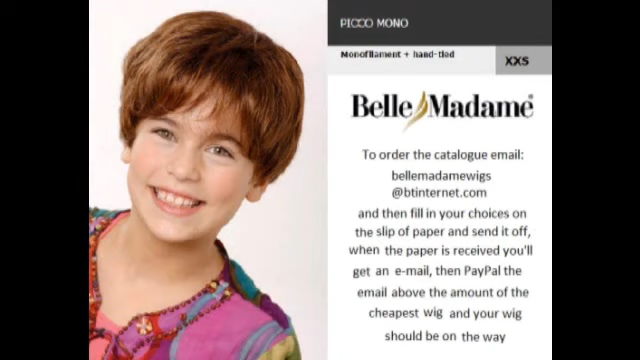 PICCO MONO
Monofilament + hand-tied
XXS
Belle Madame®
To order the catalogue email:
bellemadamewigs
@btinternet.com
and then fill in your choices on
the slip of paper and send it off,
when the paper is received you'll
get an e-mail, then PayPal the
email above the amount of the
cheapest wig and your wig
should be on the way